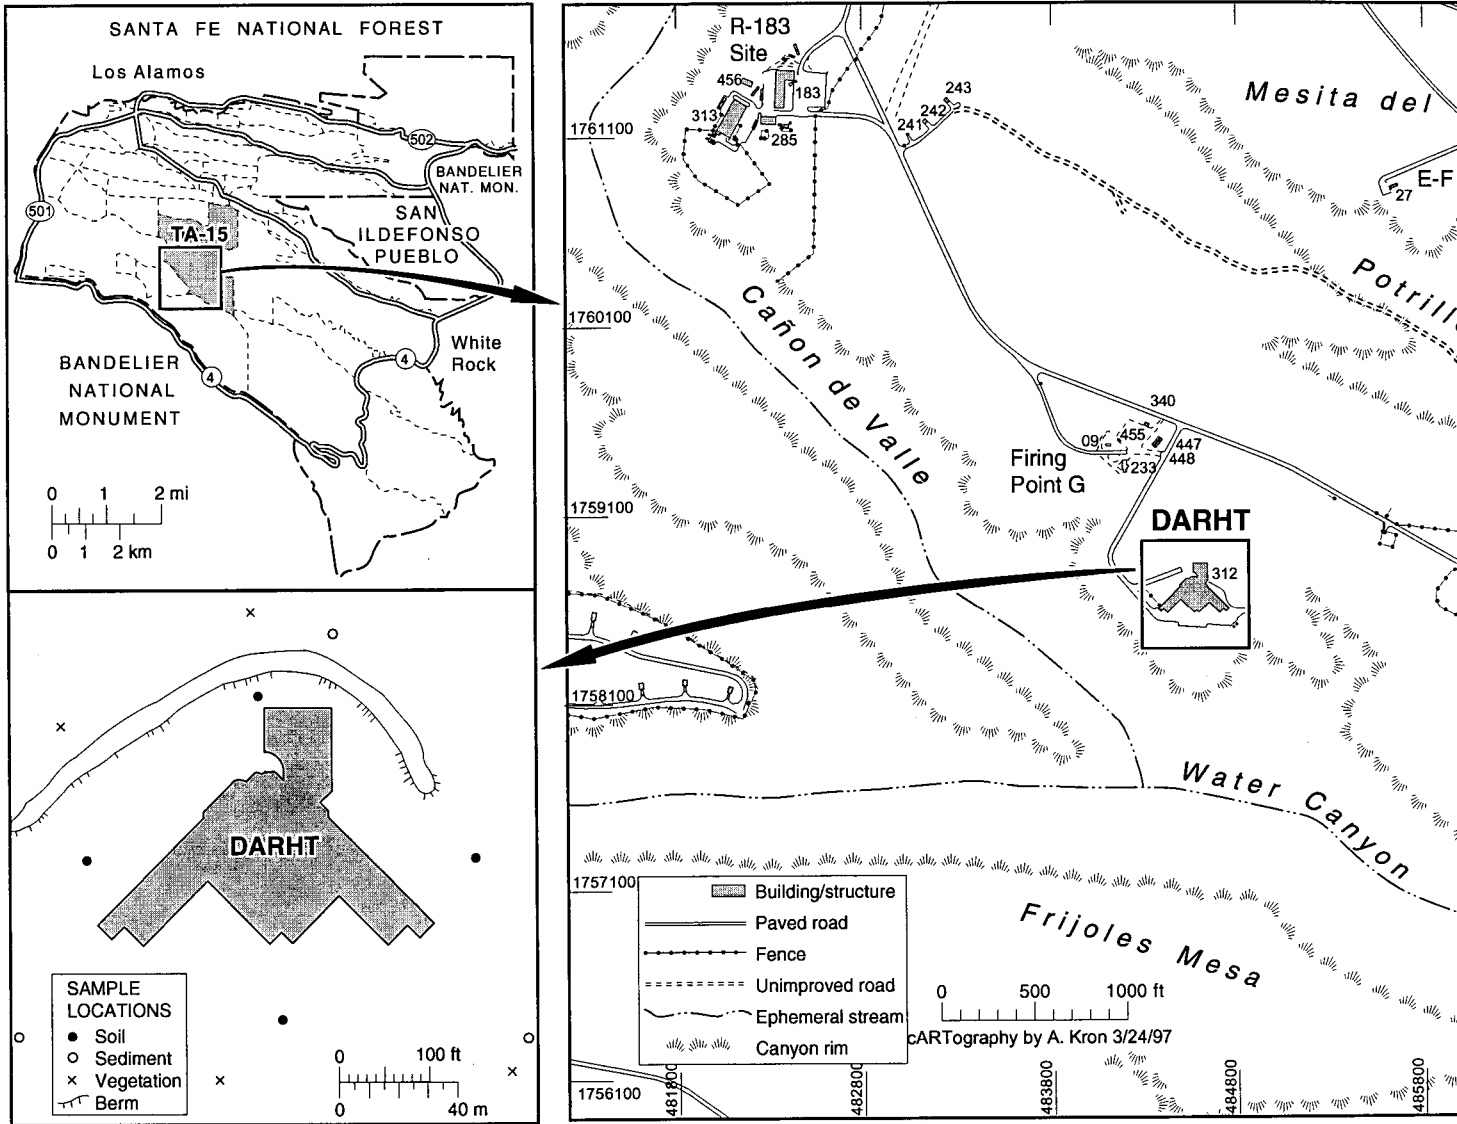 SANTA FE NATIONAL FOREST
Los Alamos
502
BANDELIER
NAT. MON.
501
SAN
ILDEFONSO
PUEBLO
TA-15
BANDELIER
NATIONAL
MONUMENT
4
4
White
Rock
0 1 2 mi
0 1 2 km
DARHT
SAMPLE
LOCATIONS
Soil
Sediment
Vegetation
Berm
0 100 ft
0 40 m
R-183
Site
456
183
313
285
243
242
241
Mesita del
E-F
27
Potrillo
1761100
1760100
1759100
1758100
1757100
1756100
Cañon de Valle
340
09
455
447
448
233
Firing
Point G
DARHT
312
Water Canyon
Frijoles Mesa
Building/structure
Paved road
Fence
Unimproved road
Ephemeral stream
Canyon rim
0 500 1000 ft
cARTography by A. Kron 3/24/97
481800
482800
483800
484800
485800